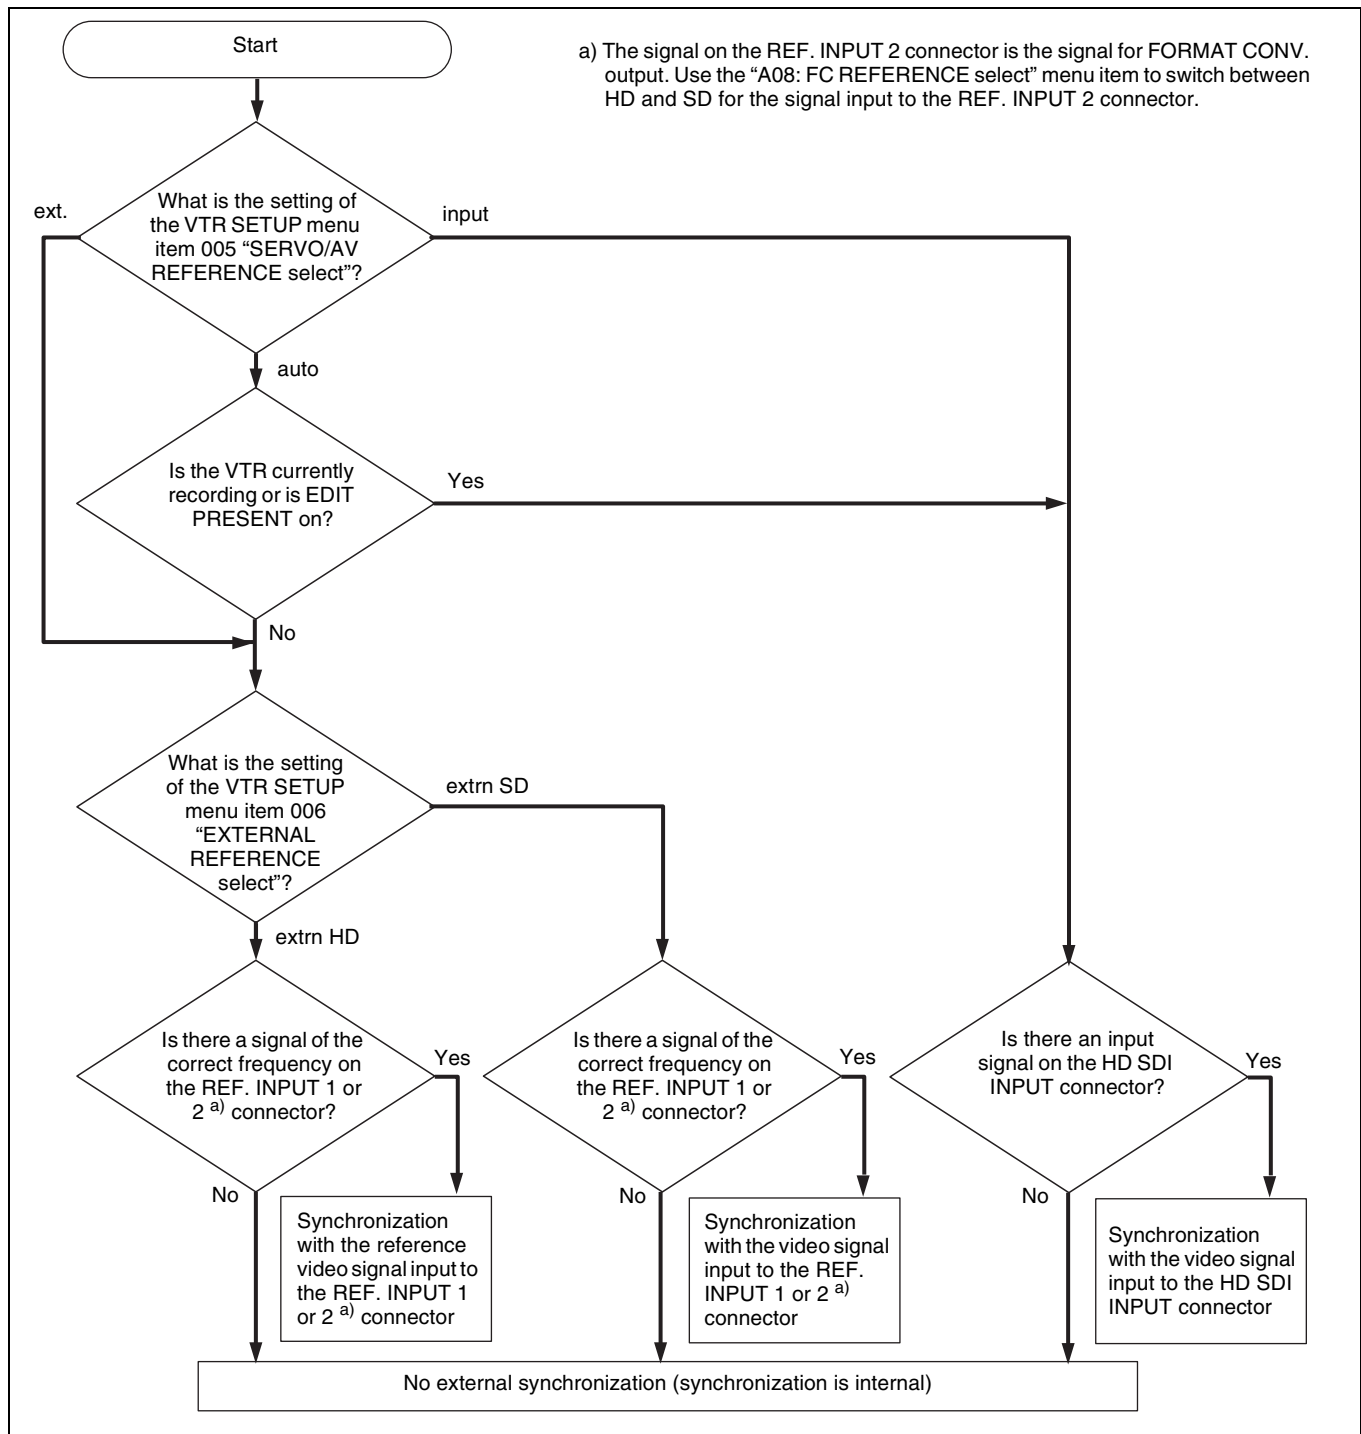 Start
a) The signal on the REF. INPUT 2 connector is the signal for FORMAT CONV.
output. Use the “A08: FC REFERENCE select” menu item to switch between
HD and SD for the signal input to the REF. INPUT 2 connector.
ext.
What is the setting of
the VTR SETUP menu
item 005 “SERVO/AV
REFERENCE select”?
input
auto
Is the VTR currently
recording or is EDIT
PRESENT on?
Yes
No
What is the setting
of the VTR SETUP
menu item 006
“EXTERNAL
REFERENCE
select”?
extrn SD
extrn HD
Is there a signal of the
correct frequency on
the REF. INPUT 1 or
2 a) connector?
Yes
Is there a signal of the
correct frequency on
the REF. INPUT 1 or
2 a) connector?
Yes
Is there an input
signal on the HD SDI
INPUT connector?
Yes
No
Synchronization
with the reference
video signal input to
the REF. INPUT 1
or 2 a) connector
No
Synchronization
with the video signal
input to the REF.
INPUT 1 or 2 a)
connector
No
Synchronization
with the video signal
input to the HD SDI
INPUT connector
No external synchronization (synchronization is internal)